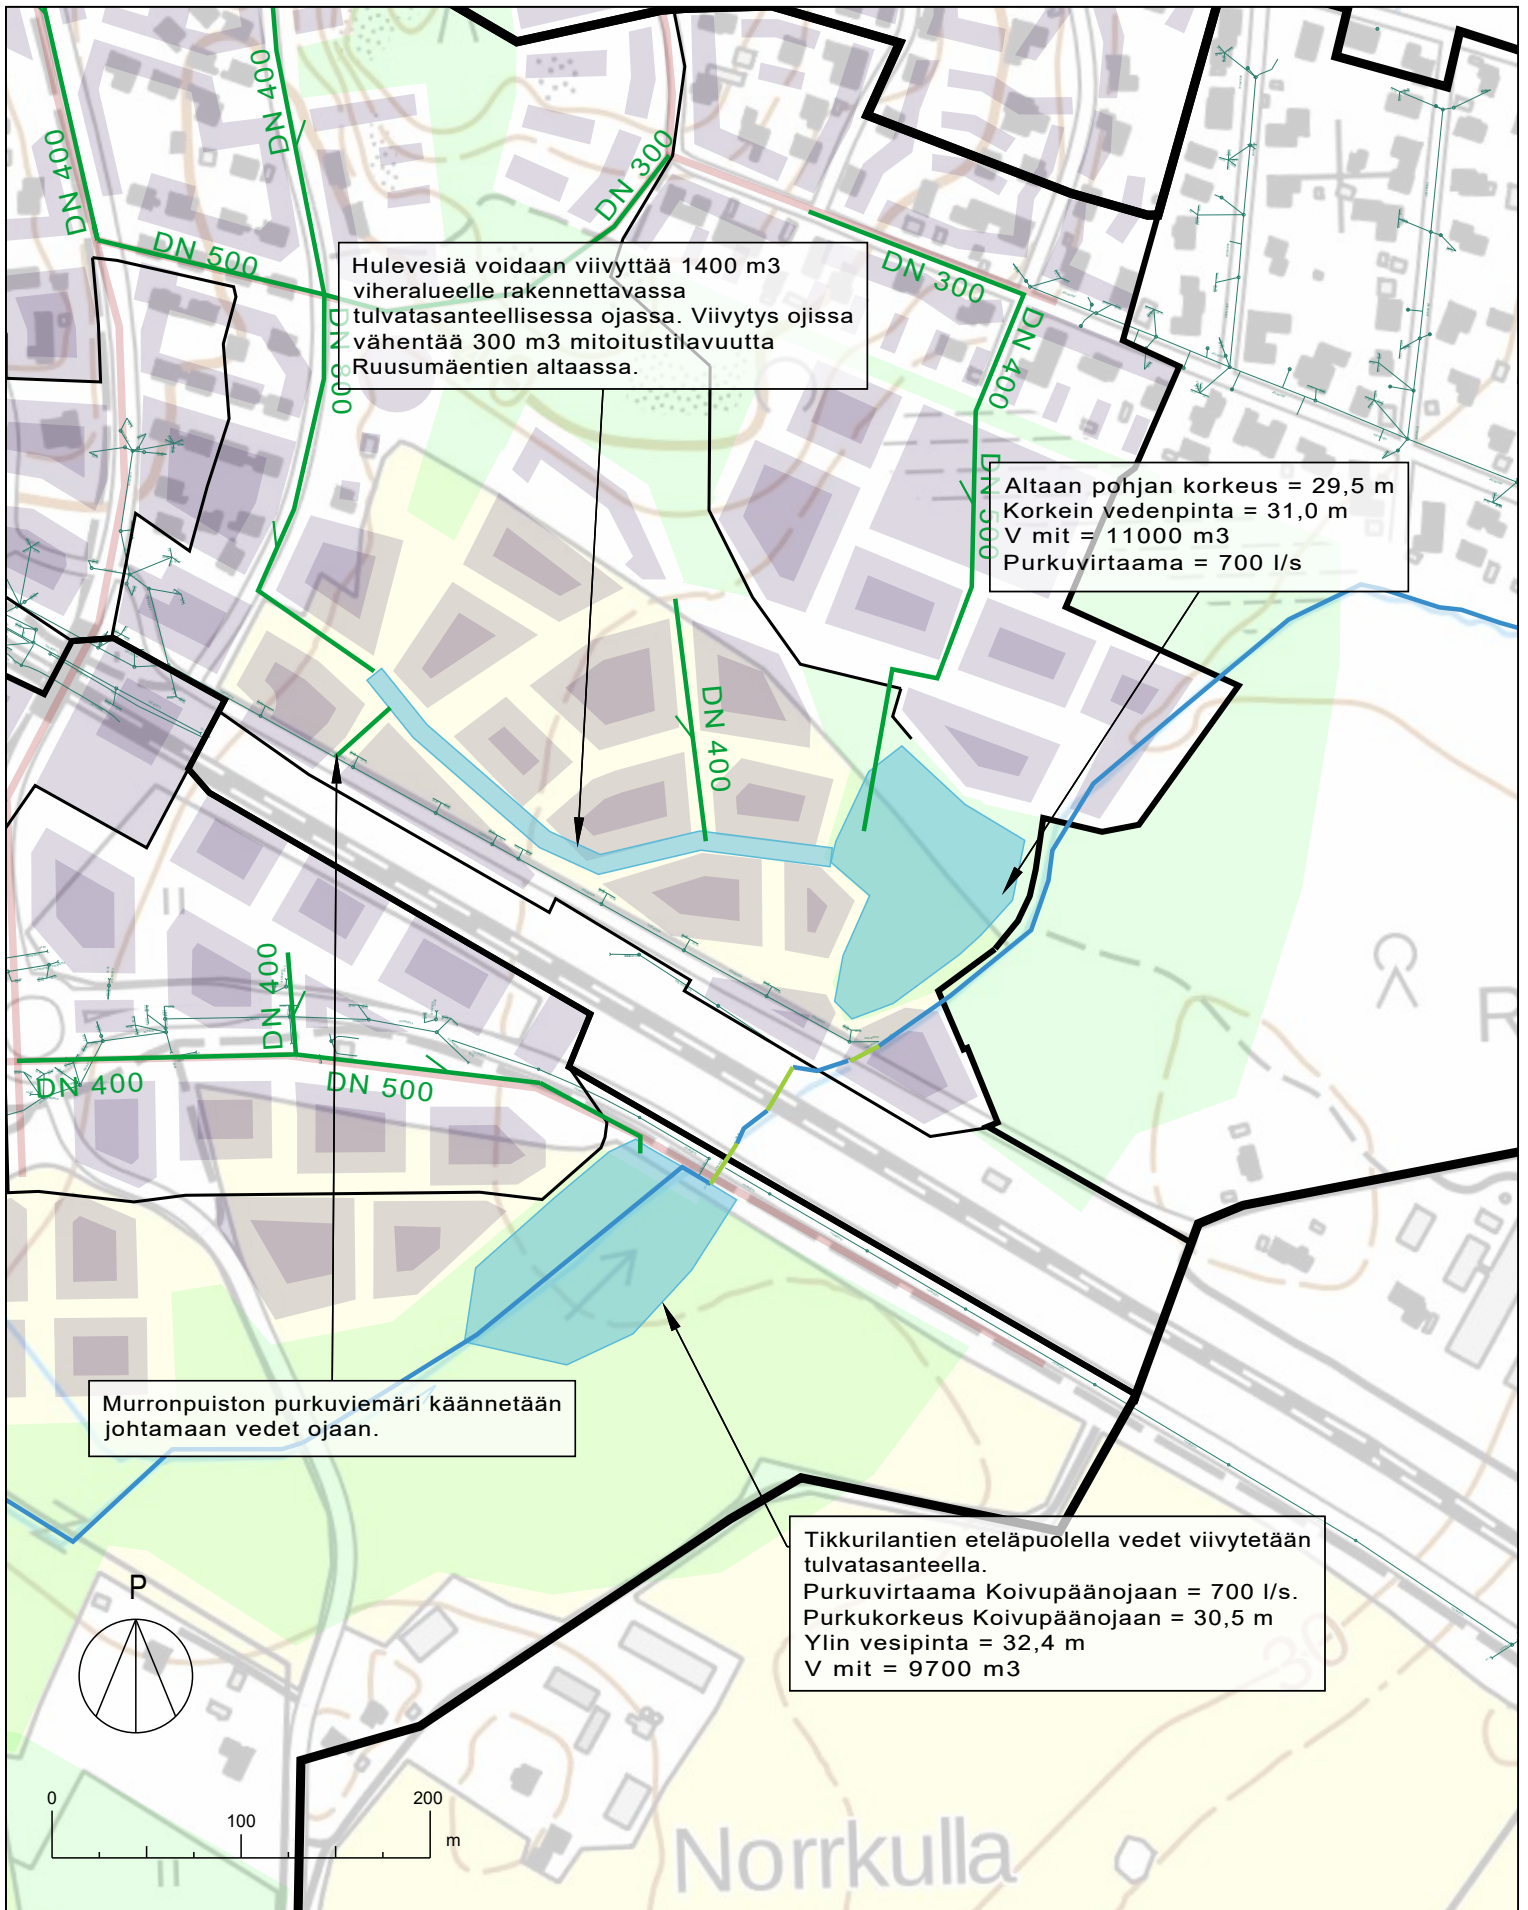 DN 400
DN 400
DN 300
DN 500
DN 300
Hulevesiä voidaan viivyttää 1400 m3
viheralueelle rakennettavassa
tulvatasanteellisessa ojassa. Viivytys ojissa
vähentää 300 m3 mitoitustilavuutta
Ruusumäentien altaassa.
DN 800
DN 400
DN 500
Altaan pohjan korkeus = 29,5 m
Korkein vedenpinta = 31,0 m
V mit = 11000 m3
Purkuvirtaama = 700 l/s
DN 400
DN 400
DN 400
DN 500
R
Murronpuiston purkuviemäri käännetään
johtamaan vedet ojaan.
Tikkurilantien eteläpuolella vedet viivytetään
tulvatasanteella.
Purkuvirtaama Koivupäänojaan = 700 l/s.
Purkukorkeus Koivupäänojaan = 30,5 m
Ylin vesipinta = 32,4 m
V mit = 9700 m3
P
30
0
100
200
m
Norrkulla